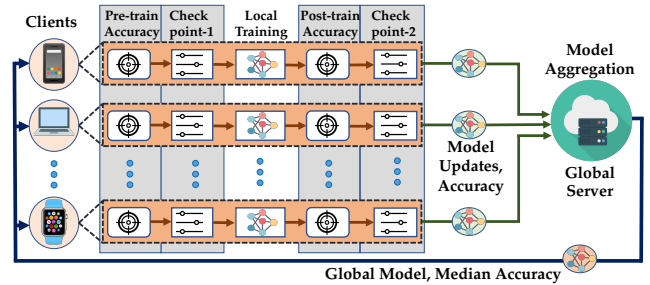 Clients
Pre-train
Accuracy
Check
point-1
Local
Training
Post-train
Accuracy
Check
point-2
Model
Aggregation
Model
Updates,
Accuracy
Global
Server
Global Model, Median Accuracy